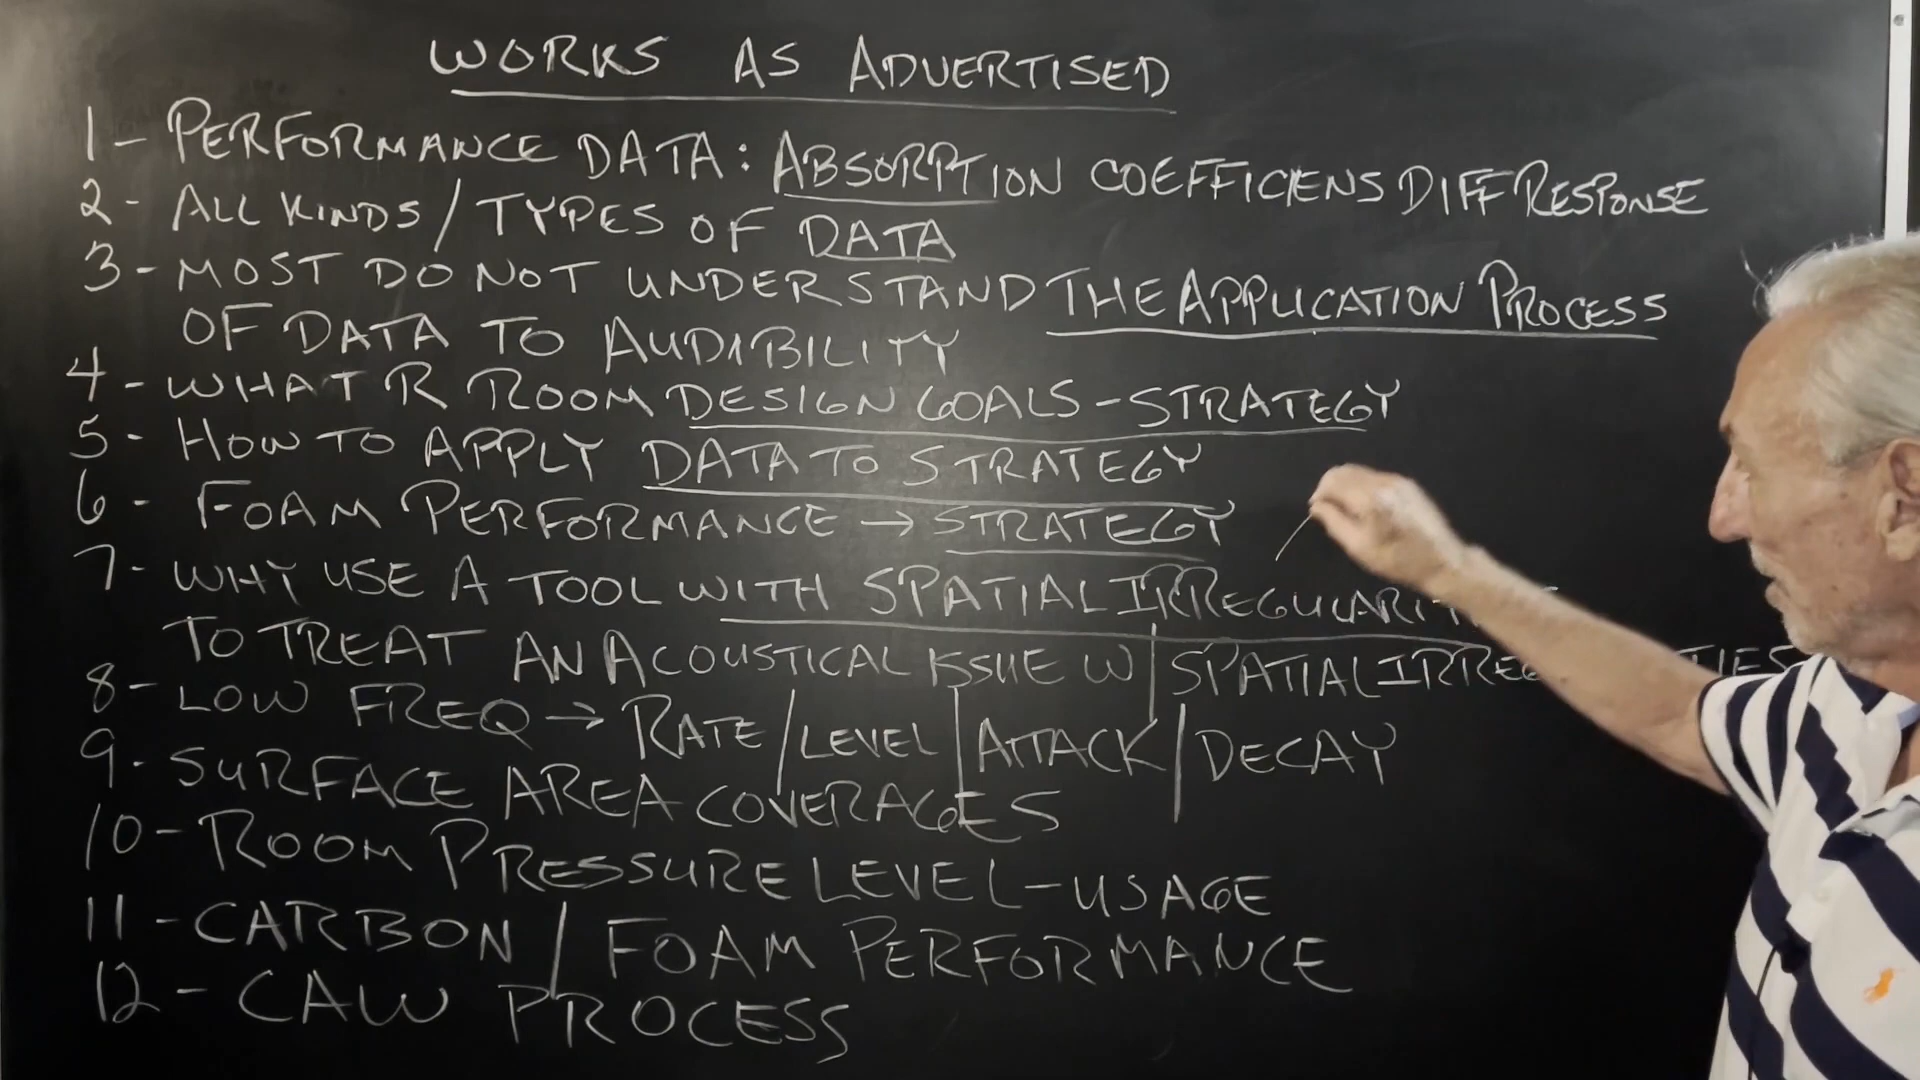 WORKS AS ADVERTISED
1- PERFORMANCE DATA: ABSORPTION COEFFICIENS DIFF RESPONSE
2- ALL KINDS/TYPES OF DATA
3- MOST DO NOT UNDERSTAND THE APPLICATION PROCESS
OF DATA TO AUDIBILITY
4- WHAT R ROOM DESIGN GOALS-STRATEGY
5- HOW TO APPLY DATA TO STRATEGY
6- FOAM PERFORMANCE → STRATEGY
7- WHY USE A TOOL WITH SPATIAL
TO TREAT AN ACOUSTICAL ISSUE W/ SPATIAL
8- LOW FREQ → RATE/LEVEL/ATTACK/DECAY
9- SURFACE AREA COVERAGES
10- ROOM PRESSURE LEVEL-USAGE
11- CARBON/FOAM PERFORMANCE
12- CAW PROCESS